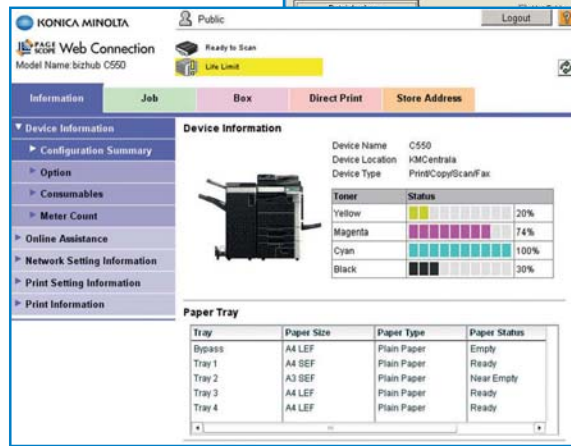 KONICA MINOLTA
Public
Logout
?
PAGE SCOPE Web Connection
Ready to Scan
Model Name:bizhub C550
Life Limit
Information
Job
Box
Direct Print
Store Address
Device Information
Configuration Summary
Option
Consumables
Meter Count
Online Assistance
Network Setting Information
Print Setting Information
Print Information
Device Information
Device Name C550
Device Location KMCentrala
Device Type Print/Copy/Scan/Fax
Toner Status
Yellow 20%
Magenta 74%
Cyan 100%
Black 30%
Paper Tray
Tray Paper Size Paper Type Paper Status
Bypass A4 LEF Plain Paper Empty
Tray 1 A4 SEF Plain Paper Ready
Tray 2 A3 SEF Plain Paper Near Empty
Tray 3 A4 LEF Plain Paper Ready
Tray 4 A4 LEF Plain Paper Ready